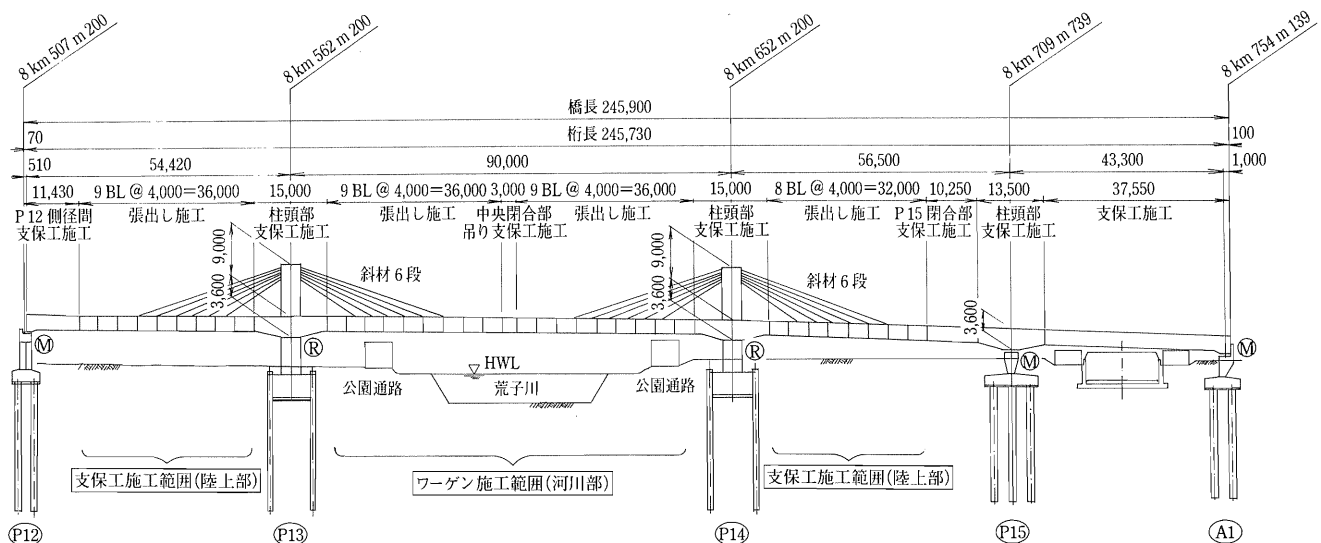 8 km 507 m 200
8 km 562 m 200
8 km 652 m 200
8 km 709 m 739
8 km 754 m 139
橋長 245,900
70 桁長 245,730 100
510 54,420 90,000 56,500 43,300 1,000
11,430 9 BL @ 4,000=36,000 15,000 9 BL @ 4,000=36,000 3,000 9 BL @ 4,000=36,000 15,000 8 BL @ 4,000=32,000 10,250 13,500 37,550
P 12 側径間 張出し施工 柱頭部 張出し施工 中央閉合部 張出し施工 柱頭部 張出し施工 P 15 閉合部 柱頭部 支保工施工
支保工施工 支保工施工 吊り支保工施工 支保工施工 支保工施工 支保工施工
9,000
9,000
斜材 6 段
斜材 6 段
3,600
3,600
3,600
M
R
R
M
M
HWL
公園通路
荒子川
公園通路
支保工施工範囲(陸上部)
ワーゲン施工範囲(河川部)
支保工施工範囲(陸上部)
P12
P13
P14
P15
A1